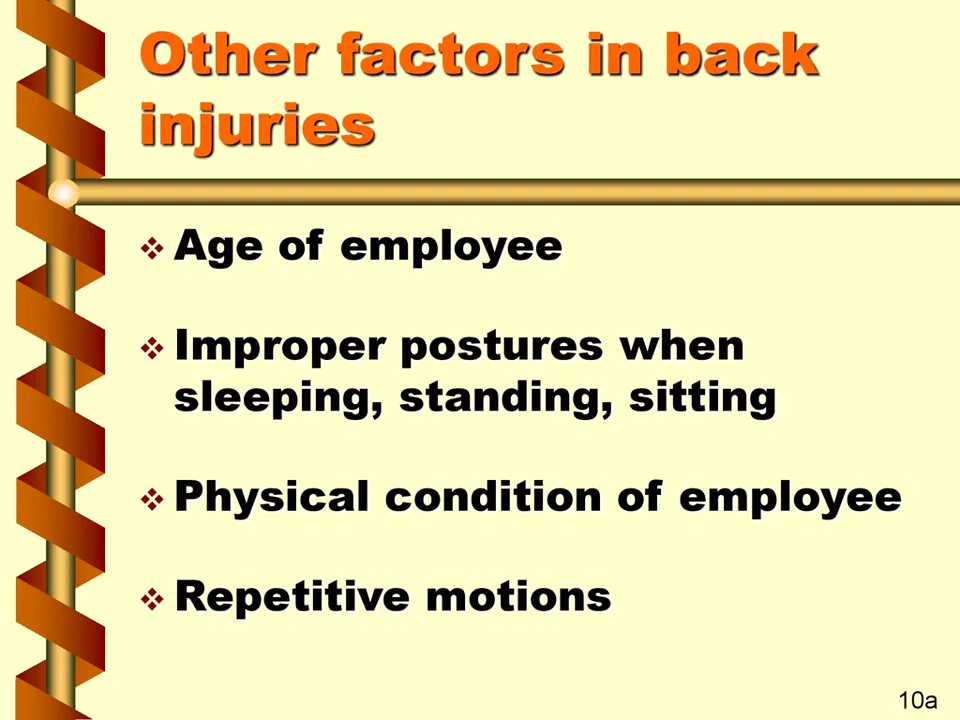 Other factors in back
injuries
❖ Age of employee
❖ Improper postures when
sleeping, standing, sitting
❖ Physical condition of employee
❖ Repetitive motions
10a